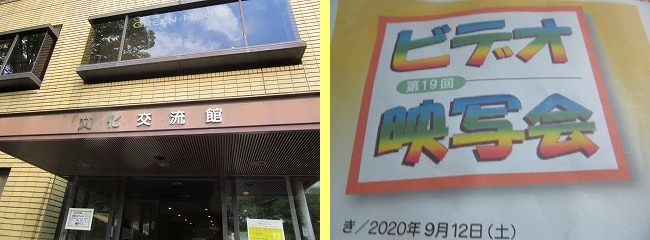 GREEN HOUSE
文化交流館
ビデオ
第19回
映写会
き/2020年9月12日(土)